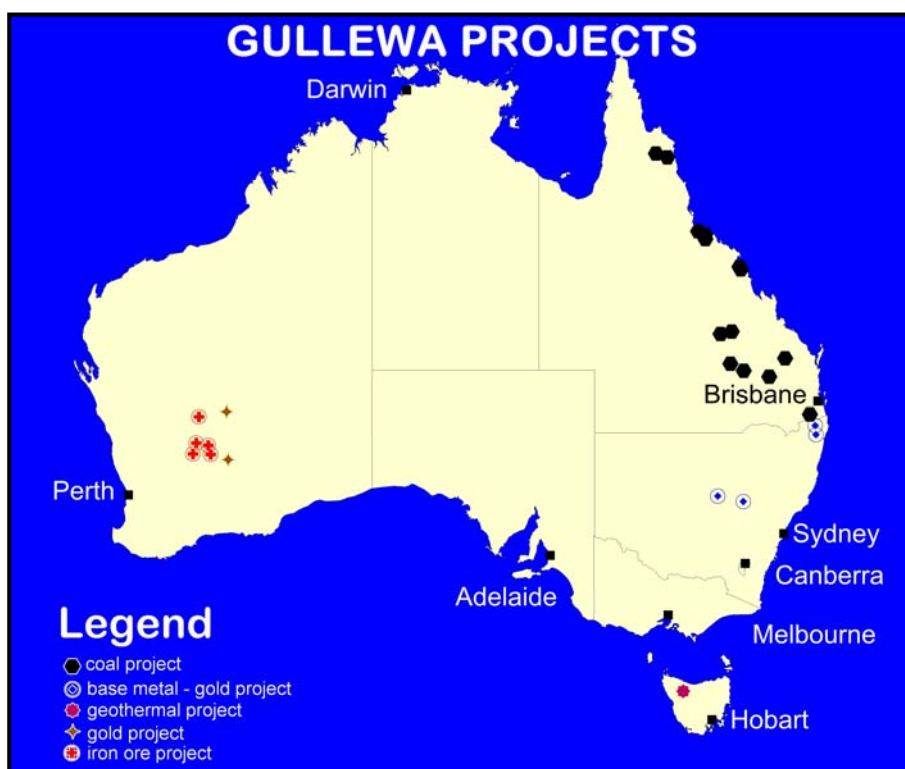 GULLEWA PROJECTS
Darwin
Brisbane
Perth
Sydney
Canberra
Adelaide
Melbourne
Hobart
Legend
coal project
base metal - gold project
geothermal project
gold project
iron ore project